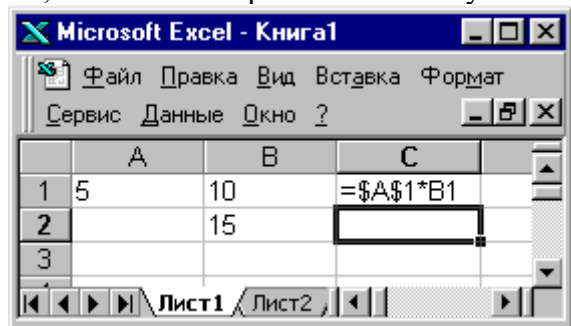 Microsoft Excel - Книга1
Файл Правка Вид Вставка Формат
Сервис Данные Окно ?
A B C
1 5 10 =$A$1*B1
2 15
3
Лист1 Лист2